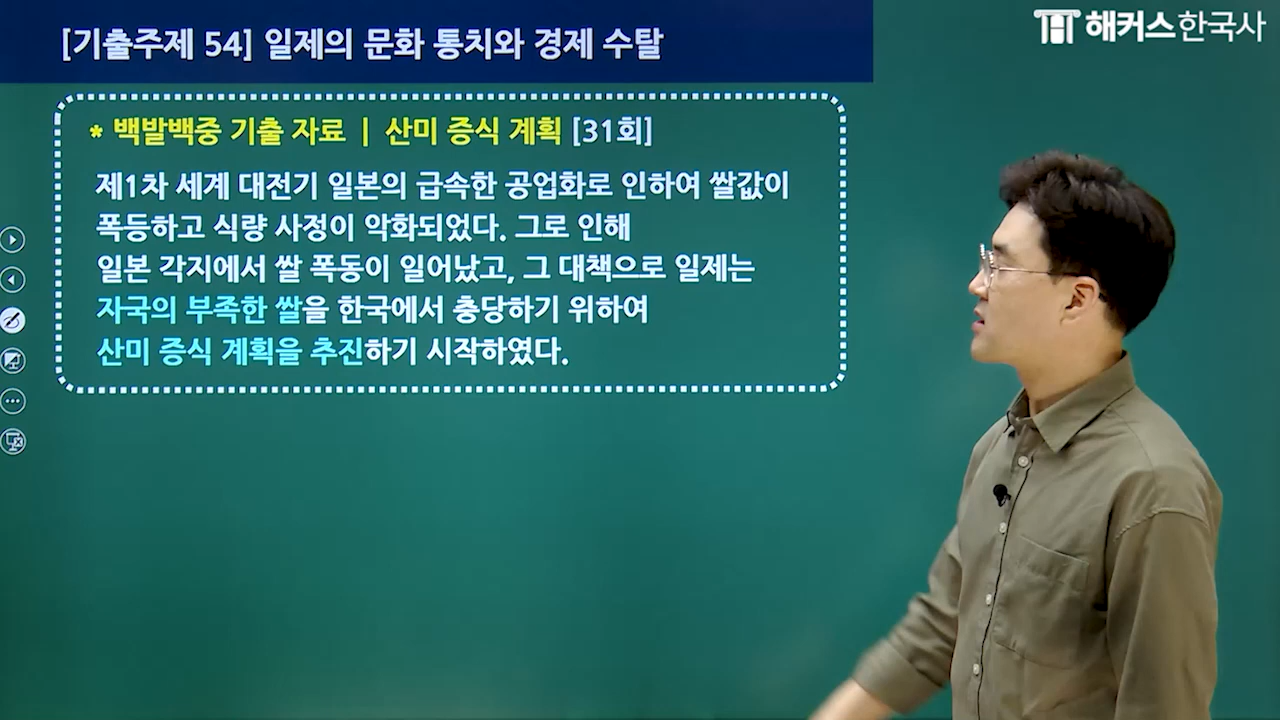 [기출주제 54] 일제의 문화 통치와 경제 수탈
해커스한국사
* 백발백중 기출 자료 | 산미 증식 계획 [31회]
제1차 세계 대전기 일본의 급속한 공업화로 인하여 쌀값이
폭등하고 식량 사정이 악화되었다. 그로 인해
일본 각지에서 쌀 폭동이 일어났고, 그 대책으로 일제는
자국의 부족한 쌀을 한국에서 충당하기 위하여
산미 증식 계획을 추진하기 시작하였다.